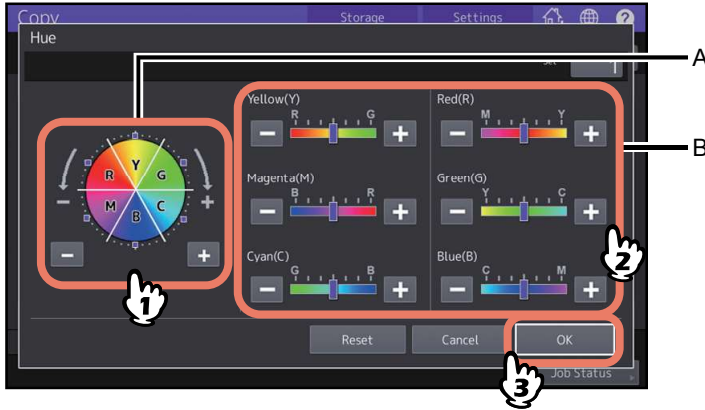 Copy Storage Settings ?
Hue
Set 1
A
Yellow(Y) Red(R)
R G M Y
− + − +
B
Magenta(M) Green(G)
B R Y C
− + − +
Y
R G
M C
B
− +
2
Cyan(C) Blue(B)
G B C M
− + − +
− +
1
Reset Cancel OK
3
Job Status